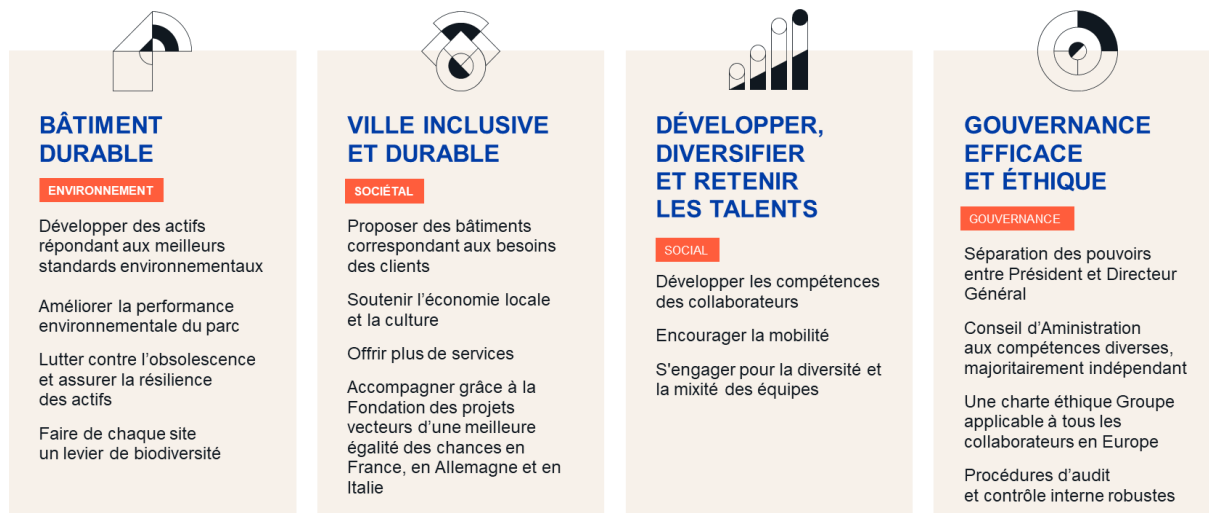 BÂTIMENT
DURABLE
ENVIRONNEMENT
Développer des actifs
répondant aux meilleurs
standards environnementaux
Améliorer la performance
environnementale du parc
Lutter contre l’obsolescence
et assurer la résilience
des actifs
Faire de chaque site
un levier de biodiversité
VILLE INCLUSIVE
ET DURABLE
SOCIÉTAL
Proposer des bâtiments
correspondant aux besoins
des clients
Soutenir l’économie locale
et la culture
Offrir plus de services
Accompagner grâce à la
Fondation des projets
vecteurs d’une meilleure
égalité des chances en
France, en Allemagne et en
Italie
DÉVELOPPER,
DIVERSIFIER
ET RETENIR
LES TALENTS
SOCIAL
Développer les compétences
des collaborateurs
Encourager la mobilité
S'engager pour la diversité et
la mixité des équipes
GOUVERNANCE
EFFICACE
ET ÉTHIQUE
GOUVERNANCE
Séparation des pouvoirs
entre Président et Directeur
Général
Conseil d’Aministration
aux compétences diverses,
majoritairement indépendant
Une charte éthique Groupe
applicable à tous les
collaborateurs en Europe
Procédures d’audit
et contrôle interne robustes